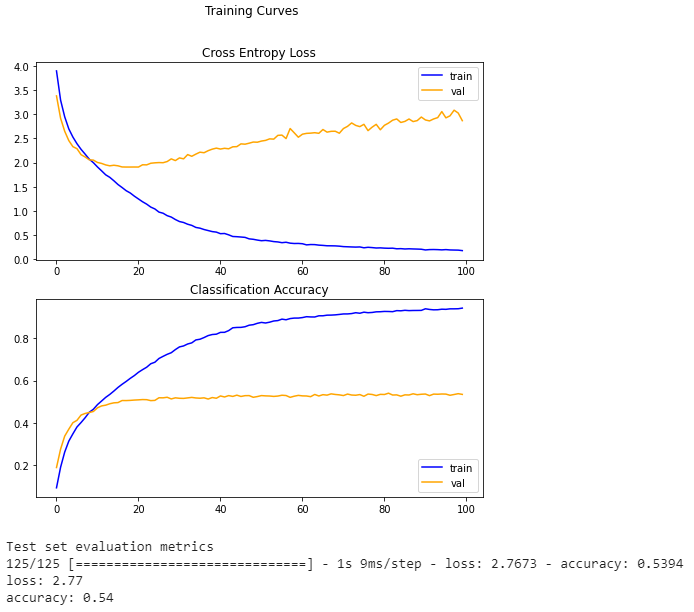 Training Curves
Cross Entropy Loss
4.0
3.5
3.0
2.5
2.0
1.5
1.0
0.5
0.0
train
val
0 20 40 60 80 100
Classification Accuracy
0.8
0.6
0.4
0.2
train
val
0 20 40 60 80 100
Test set evaluation metrics
125/125 [==============================] - 1s 9ms/step - loss: 2.7673 - accuracy: 0.5394
loss: 2.77
accuracy: 0.54